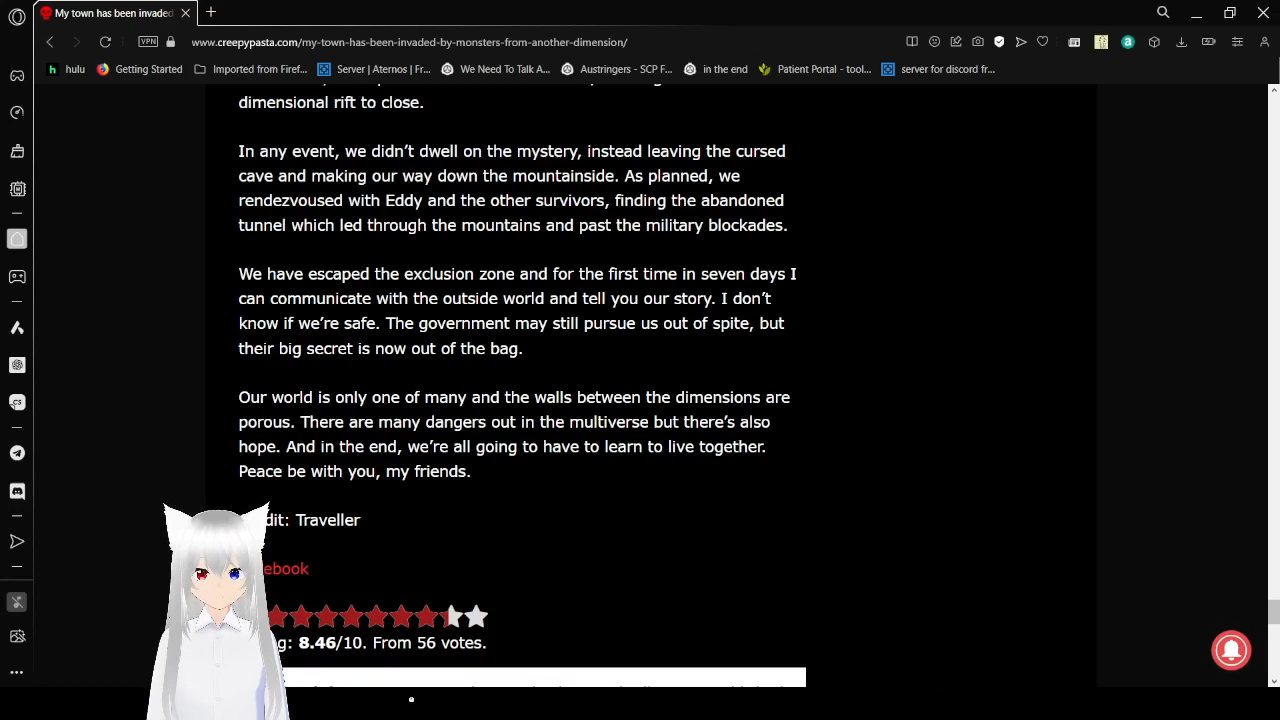 My town has been invaded
VPN
www.creepypasta.com/my-town-has-been-invaded-by-monsters-from-another-dimension/
hulu
Getting Started
Imported from Firef...
Server | Aternos | Fr...
We Need To Talk A...
Austringers - SCP F...
in the end
Patient Portal - tool...
server for discord fr...
dimensional rift to close.
In any event, we didn’t dwell on the mystery, instead leaving the cursed
cave and making our way down the mountainside. As planned, we
rendezvoused with Eddy and the other survivors, finding the abandoned
tunnel which led through the mountains and past the military blockades.
We have escaped the exclusion zone and for the first time in seven days I
can communicate with the outside world and tell you our story. I don’t
know if we’re safe. The government may still pursue us out of spite, but
their big secret is now out of the bag.
Our world is only one of many and the walls between the dimensions are
porous. There are many dangers out in the multiverse but there’s also
hope. And in the end, we’re all going to have to learn to live together.
Peace be with you, my friends.
dit: Traveller
ebook
g: 8.46/10. From 56 votes.